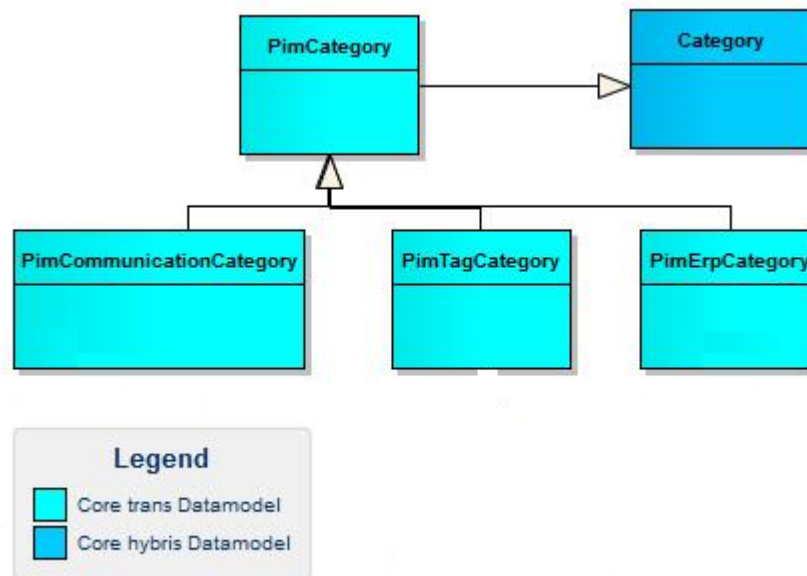 PimCategory
Category
PimCommunicationCategory
PimTagCategory
PimErpCategory
Legend
Core trans Datamodel
Core hybris Datamodel